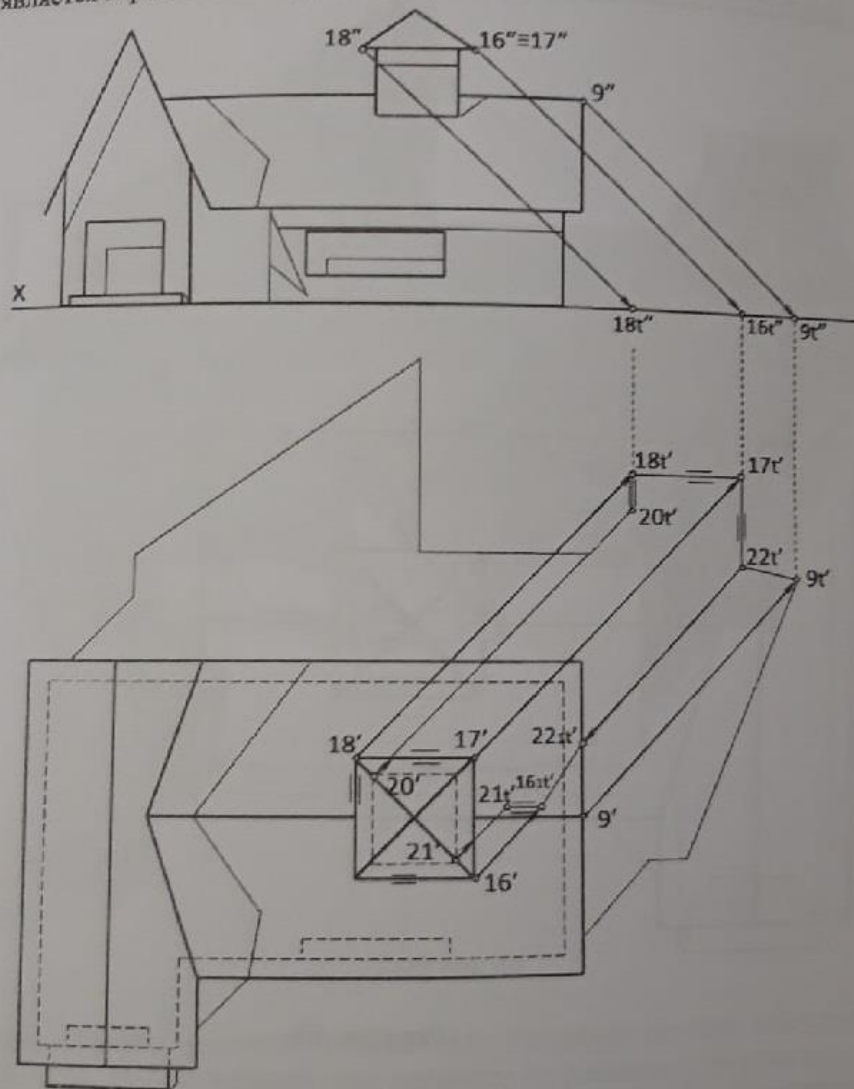 является
18" 16"≡17"
9"
X
18t" 16t" 9t"
18t' 17t'
20t'
22t' 9t'
18' 17' 22₁t'
20' 21t' 16₁t'
9'
21'
16'